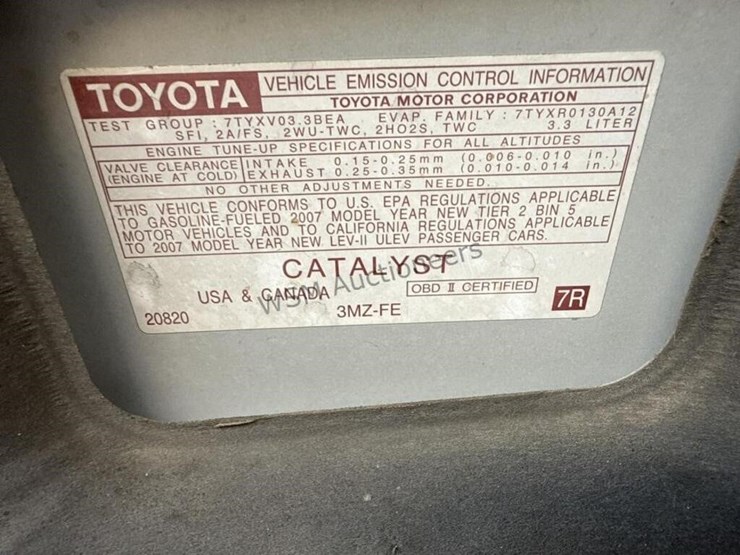 TOYOTA VEHICLE EMISSION CONTROL INFORMATION
TOYOTA MOTOR CORPORATION
TEST GROUP : 7TYXV03.3BEA EVAP. FAMILY : 7TYXR0130A12
SFI, 2A/FS, 2WU-TWC, 2HO2S, TWC 3.3 LITER
ENGINE TUNE-UP SPECIFICATIONS FOR ALL ALTITUDES
VALVE CLEARANCE INTAKE 0.15-0.25mm (0.006-0.010 in.)
(ENGINE AT COLD) EXHAUST 0.25-0.35mm (0.010-0.014 in.)
NO OTHER ADJUSTMENTS NEEDED.
THIS VEHICLE CONFORMS TO U.S. EPA REGULATIONS APPLICABLE
TO GASOLINE-FUELED 2007 MODEL YEAR NEW TIER 2 BIN 5
MOTOR VEHICLES AND TO CALIFORNIA REGULATIONS APPLICABLE
TO 2007 MODEL YEAR NEW LEV-II ULEV PASSENGER CARS.
CATALYST
USA & CANADA OBD II CERTIFIED
20820 3MZ-FE 7R
WSM Auctioneers